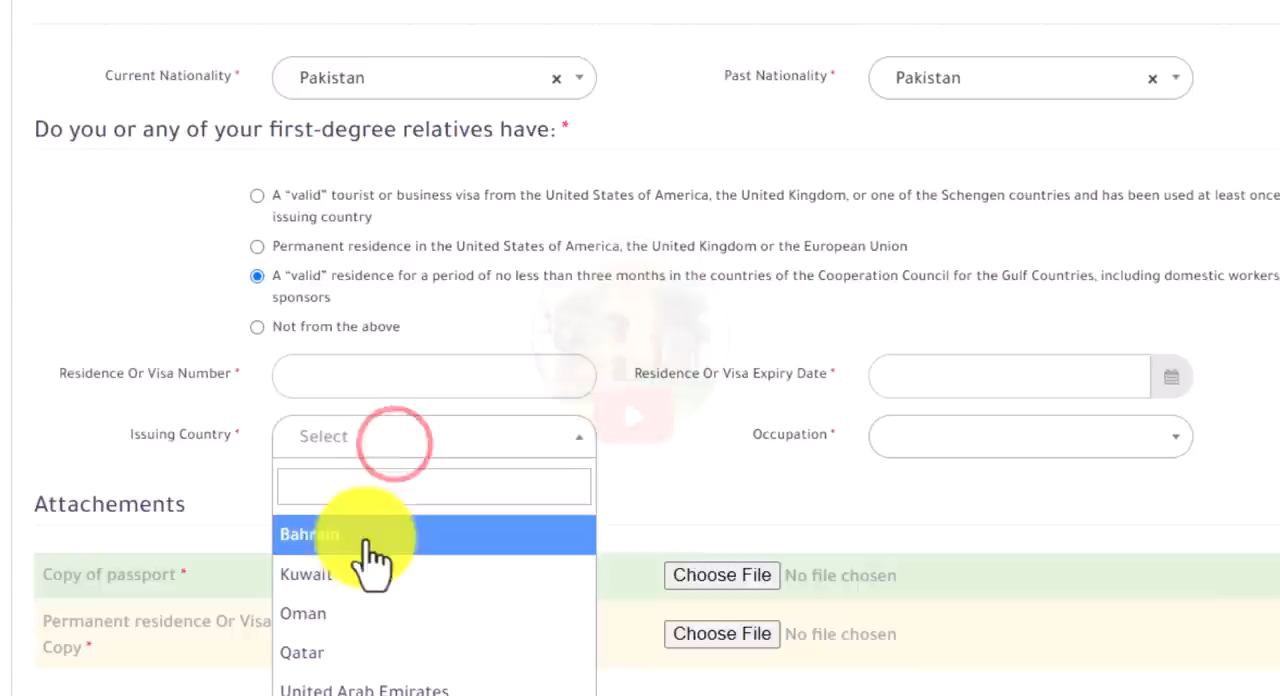 Current Nationality * Pakistan × Past Nationality * Pakistan ×
Do you or any of your first-degree relatives have: *
A “valid” tourist or business visa from the United States of America, the United Kingdom, or one of the Schengen countries and has been used at least once
issuing country
Permanent residence in the United States of America, the United Kingdom or the European Union
A “valid” residence for a period of no less than three months in the countries of the Cooperation Council for the Gulf Countries, including domestic workers
sponsors
Not from the above
Residence Or Visa Number * Residence Or Visa Expiry Date *
Issuing Country * Select Occupation *
Attachements
Bahrain
Copy of passport * Choose File No file chosen
Kuwait
Oman
Permanent residence Or Visa Choose File No file chosen
Copy *
Qatar
United Arab Emirates